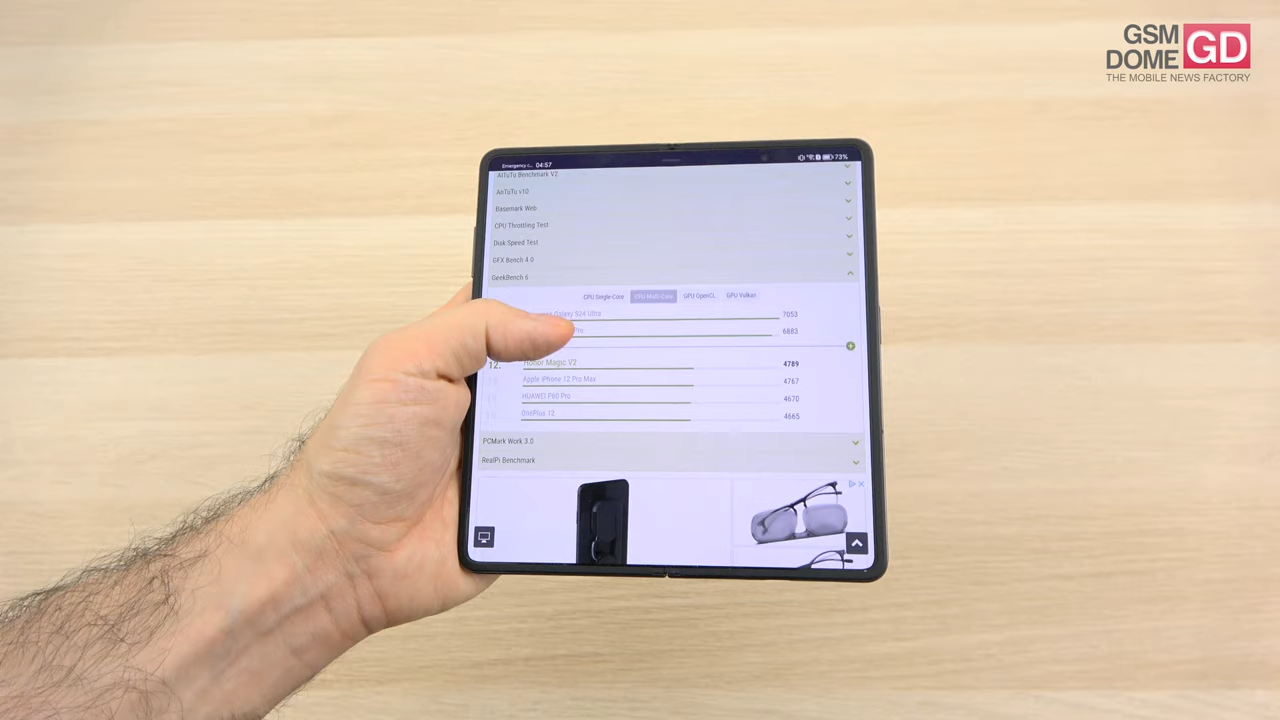 GSM
DOME GD
THE MOBILE NEWS FACTORY
Emergency c... 04:57 73%
AiTuTu Benchmark V2
AnTuTu v10
Basemark Web
CPU Throttling Test
Disk Speed Test
GFX Bench 4.0
GeekBench 6
CPU Single-Core CPU Multi-Core GPU OpenCL GPU Vulkan
Galaxy S24 Ultra 7053
Pro 6883
12. Honor Magic V2 4789
Apple iPhone 12 Pro Max 4767
HUAWEI P60 Pro 4670
OnePlus 12 4665
PCMark Work 3.0
RealPi Benchmark